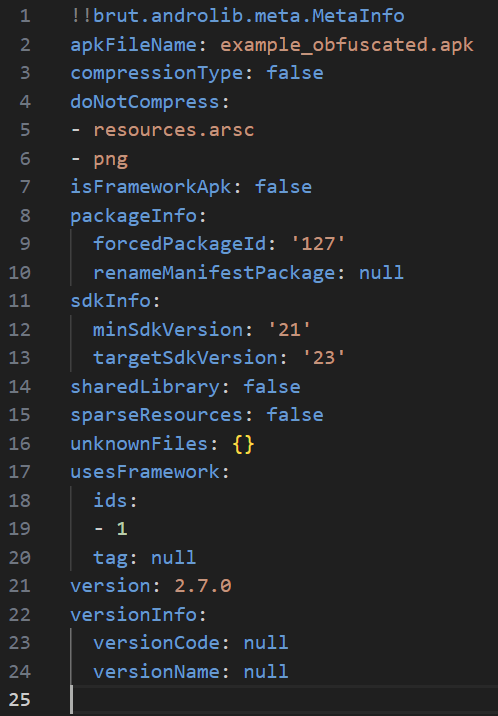 1 !!brut.androlib.meta.MetaInfo
2 apkFileName: example_obfuscated.apk
3 compressionType: false
4 doNotCompress:
5 - resources.arsc
6 - png
7 isFrameworkApk: false
8 packageInfo:
9   forcedPackageId: '127'
10   renameManifestPackage: null
11 sdkInfo:
12   minSdkVersion: '21'
13   targetSdkVersion: '23'
14 sharedLibrary: false
15 sparseResources: false
16 unknownFiles: {}
17 usesFramework:
18   ids:
19   - 1
20   tag: null
21 version: 2.7.0
22 versionInfo:
23   versionCode: null
24   versionName: null
25